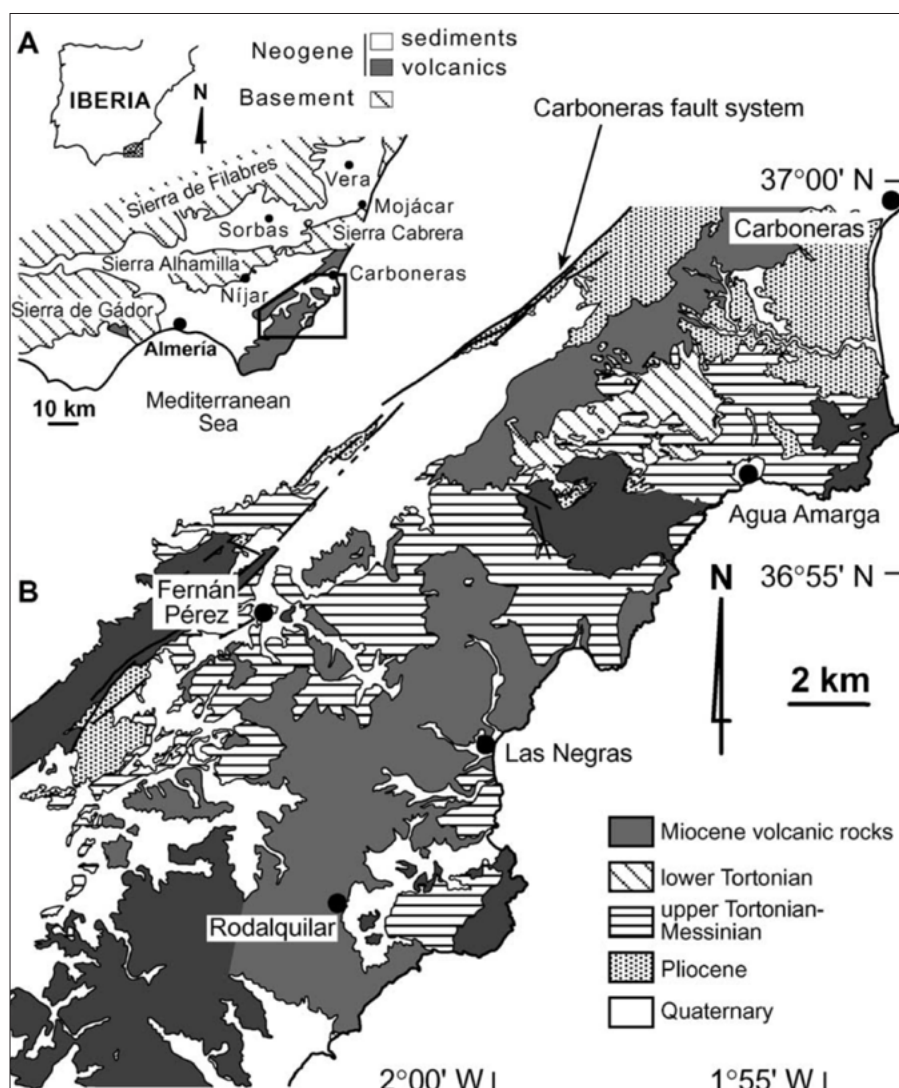 A
IBERIA
N
Neogene
sediments
volcanics
Basement
Carboneras fault system
37°00' N
Carboneras
Sierra de Filabres
Vera
Mojácar
Sorbas
Sierra Cabrera
Sierra Alhamilla
Carboneras
Níjar
Sierra de Gádor
Almería
10 km
Mediterranean
Sea
Agua Amarga
36°55' N
B
Fernán
Pérez
N
2 km
Las Negras
Rodalquilar
Miocene volcanic rocks
lower Tortonian
upper Tortonian-
Messinian
Pliocene
Quaternary
2°00' W
1°55' W